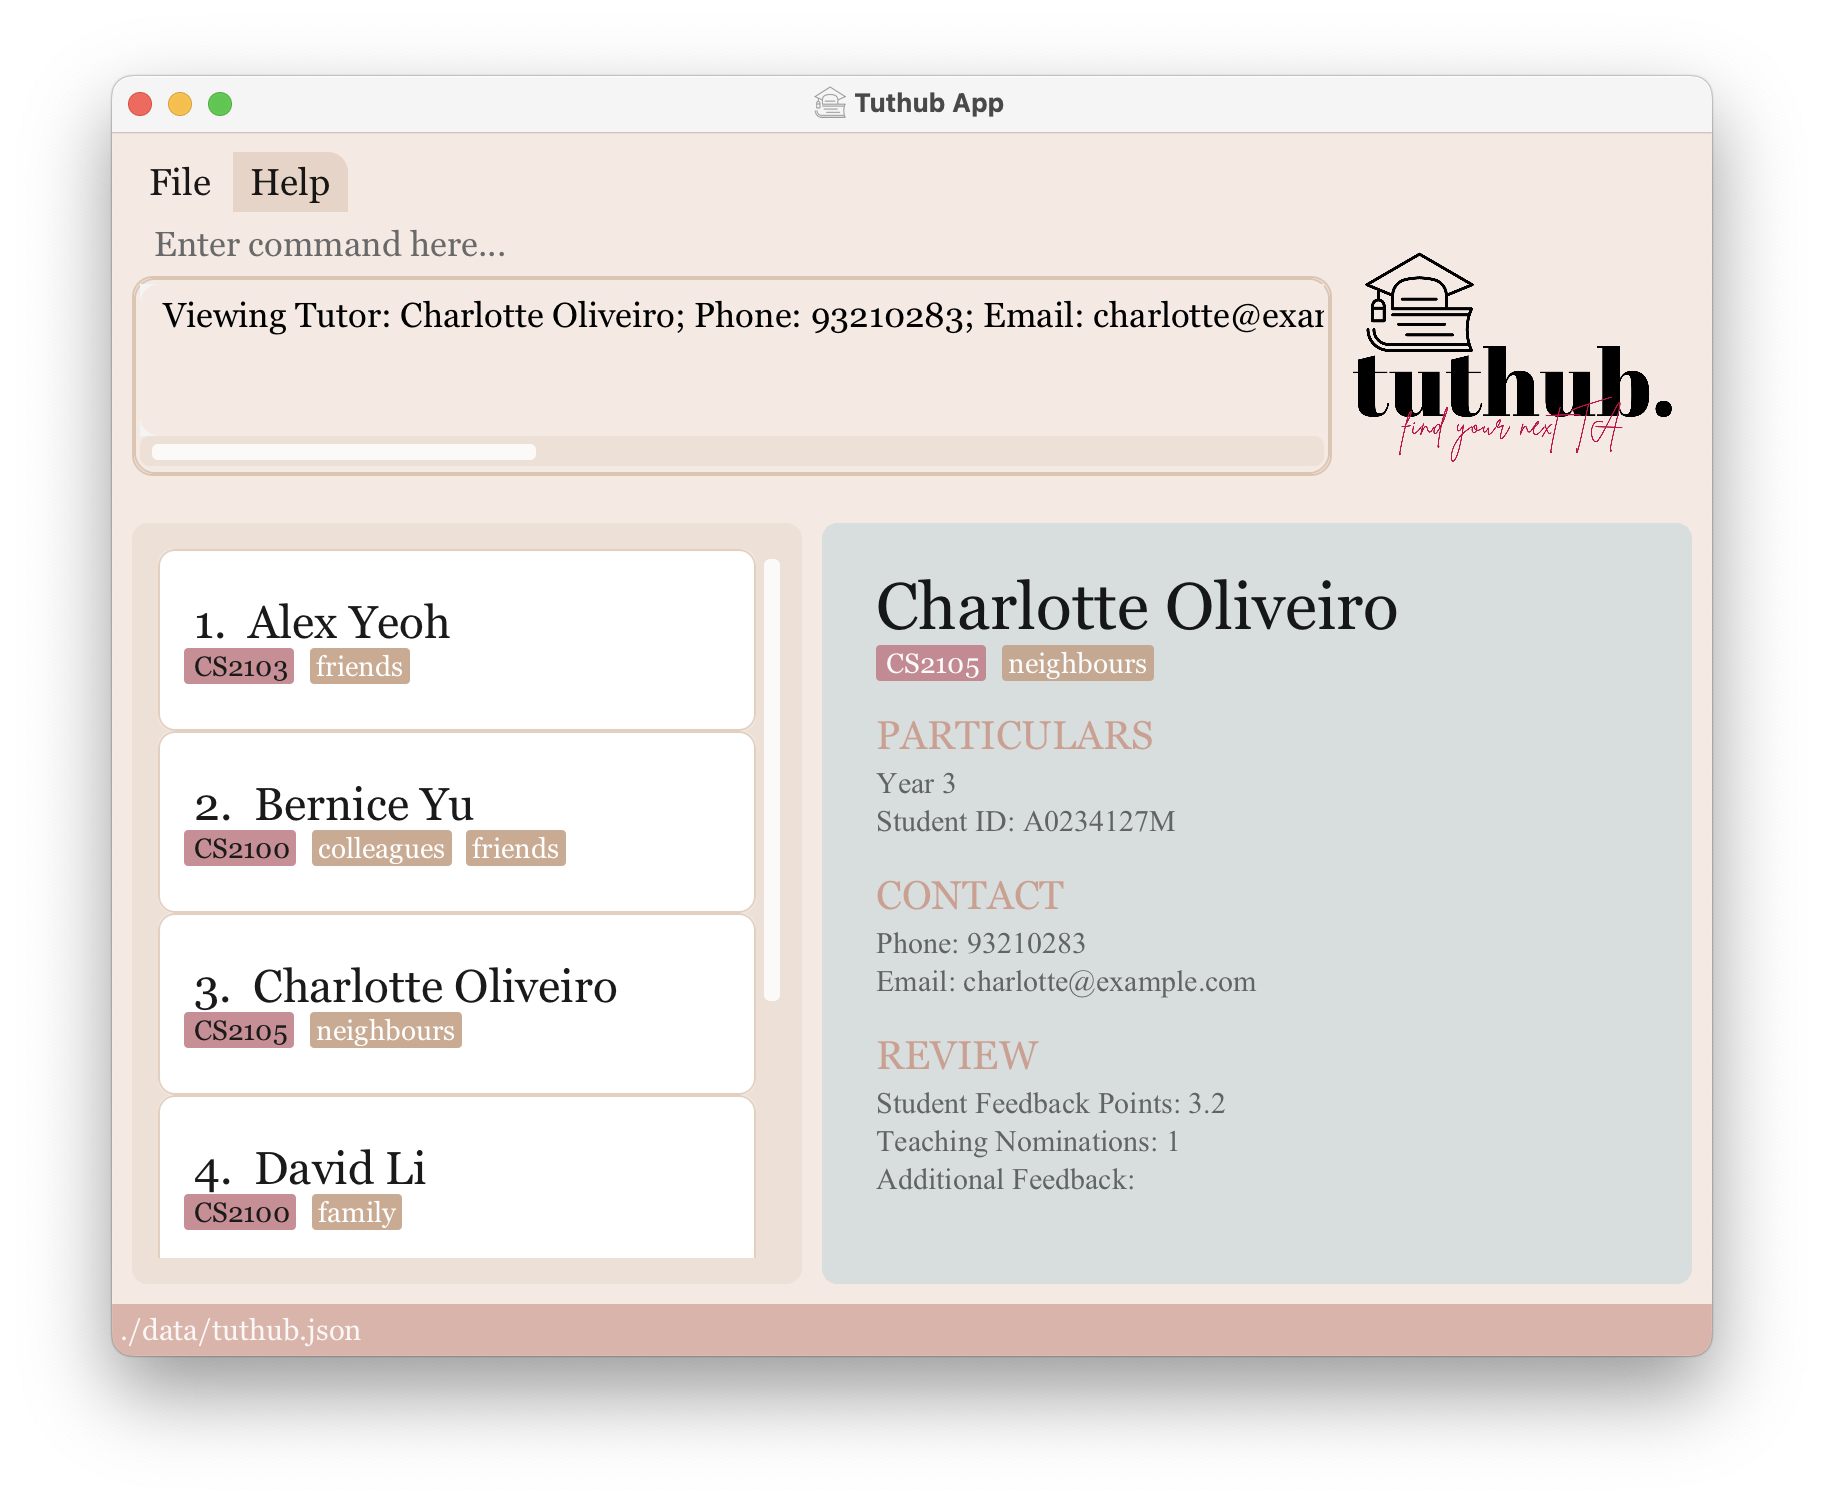 Tuthub App
File Help
Enter command here...
Viewing Tutor: Charlotte Oliveiro; Phone: 93210283; Email: charlotte@exar
tuthub.
find your next TA
1. Alex Yeoh
CS2103 friends
2. Bernice Yu
CS2100 colleagues friends
3. Charlotte Oliveiro
CS2105 neighbours
4. David Li
CS2100 family
Charlotte Oliveiro
CS2105 neighbours
PARTICULARS
Year 3
Student ID: A0234127M
CONTACT
Phone: 93210283
Email: charlotte@example.com
REVIEW
Student Feedback Points: 3.2
Teaching Nominations: 1
Additional Feedback:
./data/tuthub.json